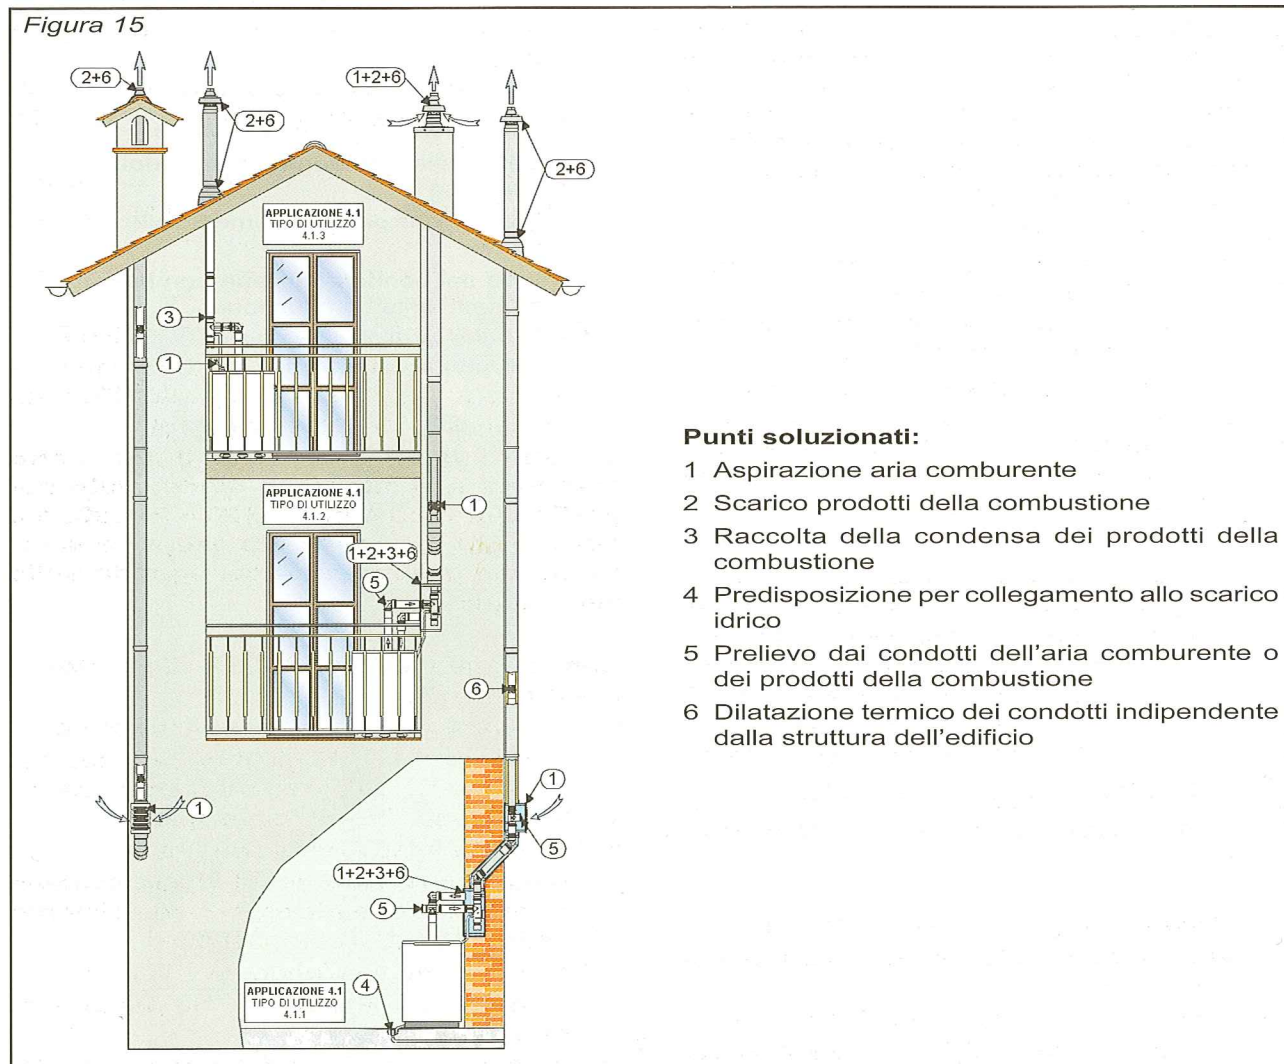 Figura 15
2+6
1+2+6
2+6
2+6
APPLICAZIONE 4.1
TIPO DI UTILIZZO
4.1.3
3
1
APPLICAZIONE 4.1
TIPO DI UTILIZZO
4.1.2
1
1+2+3+6
5
6
1
1
5
1+2+3+6
5
4
APPLICAZIONE 4.1
TIPO DI UTILIZZO
4.1.1
Punti soluzionati:
1 Aspirazione aria comburente
2 Scarico prodotti della combustione
3 Raccolta della condensa dei prodotti della
combustione
4 Predisposizione per collegamento allo scarico
idrico
5 Prelievo dai condotti dell'aria comburente o
dei prodotti della combustione
6 Dilatazione termico dei condotti indipendente
dalla struttura dell'edificio